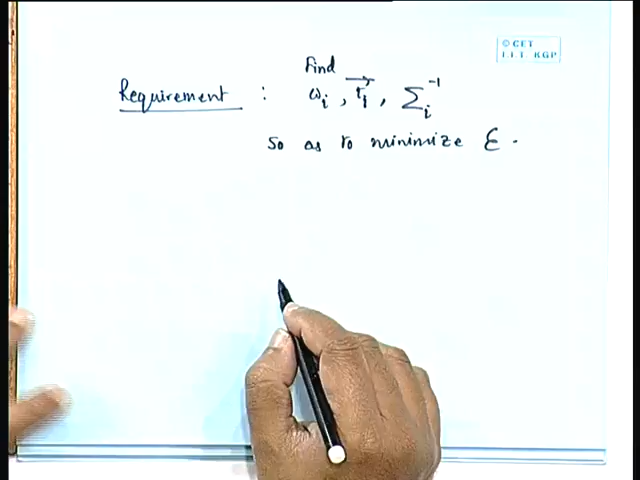 © CET
I.I.T. KGP
Find
Requirement : ωᵢ , t⃗ᵢ , Σᵢ⁻¹
so as to minimize ε .